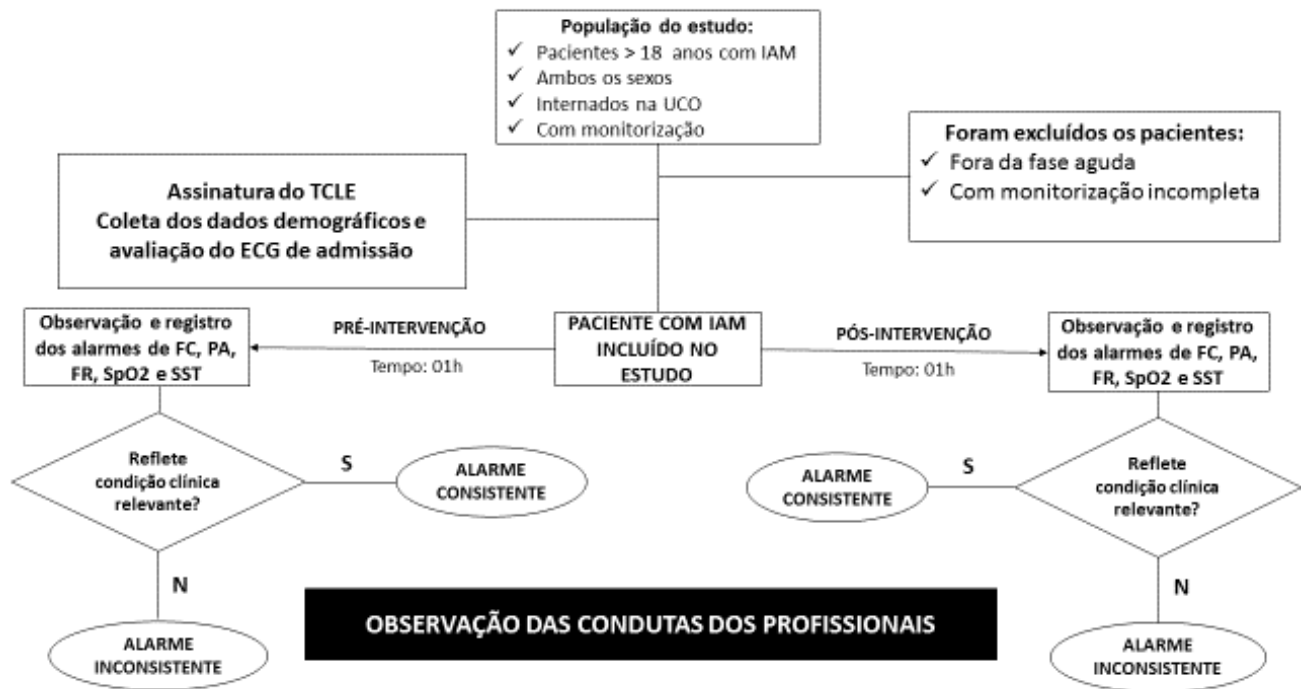 População do estudo:
✓ Pacientes > 18 anos com IAM
✓ Ambos os sexos
✓ Internados na UCO
✓ Com monitorização
Foram excluídos os pacientes:
✓ Fora da fase aguda
✓ Com monitorização incompleta
Assinatura do TCLE
Coleta dos dados demográficos e
avaliação do ECG de admissão
Observação e registro
dos alarmes de FC, PA,
FR, SpO2 e SST
PRÉ-INTERVENÇÃO
Tempo: 01h
PACIENTE COM IAM
INCLUÍDO NO
ESTUDO
PÓS-INTERVENÇÃO
Tempo: 01h
Observação e registro
dos alarmes de FC, PA,
FR, SpO2 e SST
Reflete
condição clínica
relevante?
S
ALARME
CONSISTENTE
N
ALARME
INCONSISTENTE
ALARME
CONSISTENTE
S
Reflete
condição clínica
relevante?
N
ALARME
INCONSISTENTE
OBSERVAÇÃO DAS CONDUTAS DOS PROFISSIONAIS